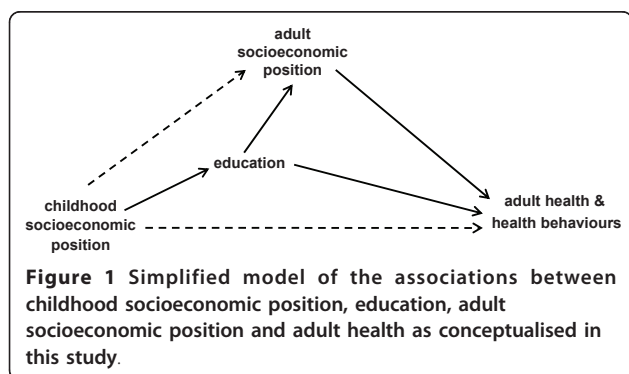 adult
socioeconomic
position
education
childhood
socioeconomic
position
adult health &
health behaviours
Figure 1 Simplified model of the associations between
childhood socioeconomic position, education, adult
socioeconomic position and adult health as conceptualised in
this study.